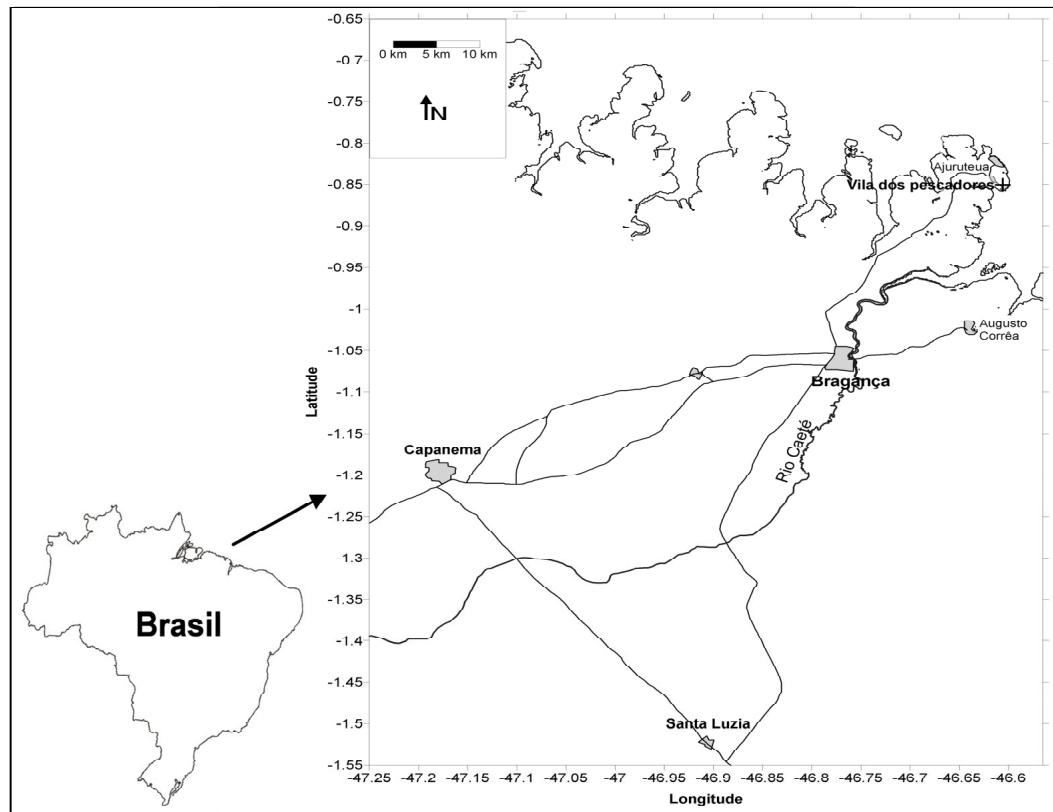 0 km 5 km 10 km
N
-0.65
-0.7
-0.75
-0.8
-0.85
-0.9
-0.95
-1
-1.05
-1.1
-1.15
-1.2
-1.25
-1.3
-1.35
-1.4
-1.45
-1.5
-1.55
Latitude
Ajuruteua
Vila dos pescadores
Augusto
Corrêa
Bragança
Rio Caeté
Capanema
Santa Luzia
Brasil
-47.25 -47.2 -47.15 -47.1 -47.05 -47 -46.95 -46.9 -46.85 -46.8 -46.75 -46.7 -46.65 -46.6
Longitude